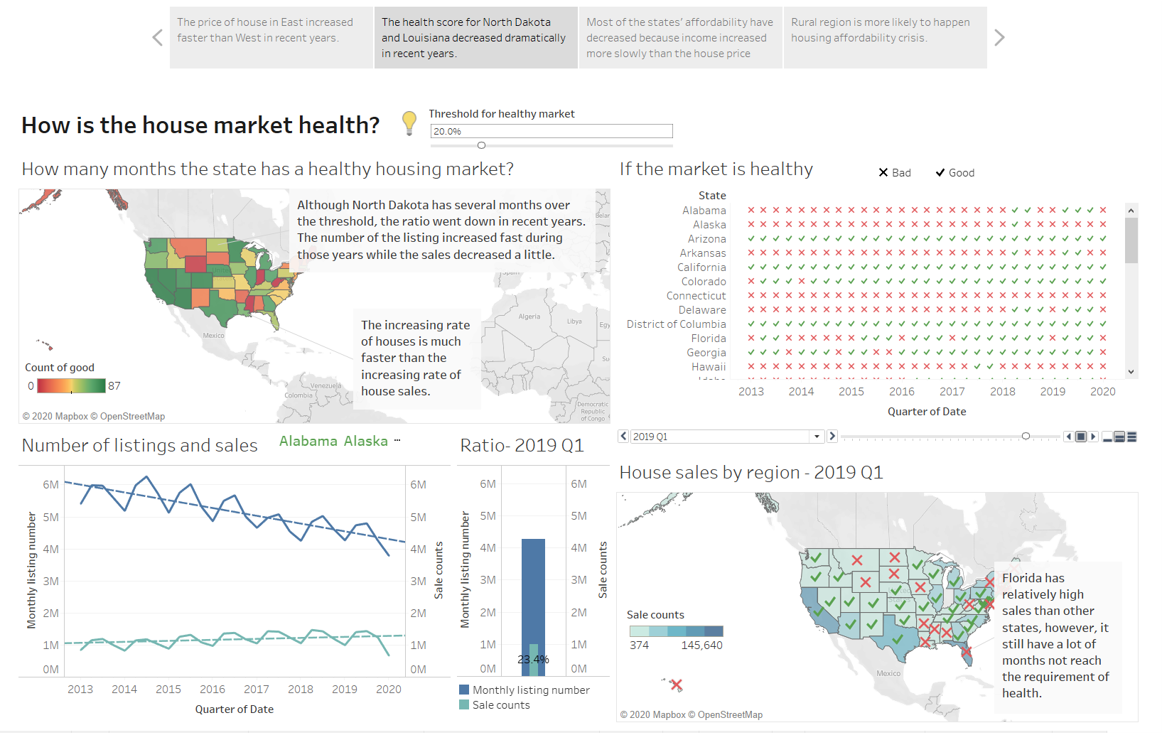 The price of house in East increased
faster than West in recent years.
The health score for North Dakota
and Louisiana decreased dramatically
in recent years.
Most of the states' affordability have
decreased because income increased
more slowly than the house price
Rural region is more likely to happen
housing affordability crisis.
How is the house market health?
Threshold for healthy market
20.0%
How many months the state has a healthy housing market?
Although North Dakota has several months over
the threshold, the ratio went down in recent years.
The number of the listing increased fast during
those years while the sales decreased a little.
The increasing rate
of houses is much
faster than the
increasing rate of
house sales.
Mexico
Venezuela
Colombia
Algeria
Libya
Democratic
Republic
of Congo
Count of good
0
87
© 2020 Mapbox © OpenStreetMap
If the market is healthy
Bad
Good
State
Alabama
Alaska
Arizona
Arkansas
California
Colorado
Connecticut
Delaware
District of Columbia
Florida
Georgia
Hawaii
Idaho
2013 2014 2015 2016 2017 2018 2019 2020
Quarter of Date
2019 Q1
Number of listings and sales
Alabama Alaska ...
6M
5M
4M
3M
2M
1M
0M
Monthly listing number
6M
5M
4M
3M
2M
1M
0M
Sale counts
2013 2014 2015 2016 2017 2018 2019 2020
Quarter of Date
Ratio- 2019 Q1
6M
5M
4M
3M
2M
1M
0M
Monthly listing number
23.4%
6M
5M
4M
3M
2M
1M
0M
Sale counts
Monthly listing number
Sale counts
House sales by region - 2019 Q1
Florida has
relatively high
sales than other
states, however, it
still have a lot of
months not reach
the requirement of
health.
Sale counts
374
145,640
Mexico
© 2020 Mapbox © OpenStreetMap